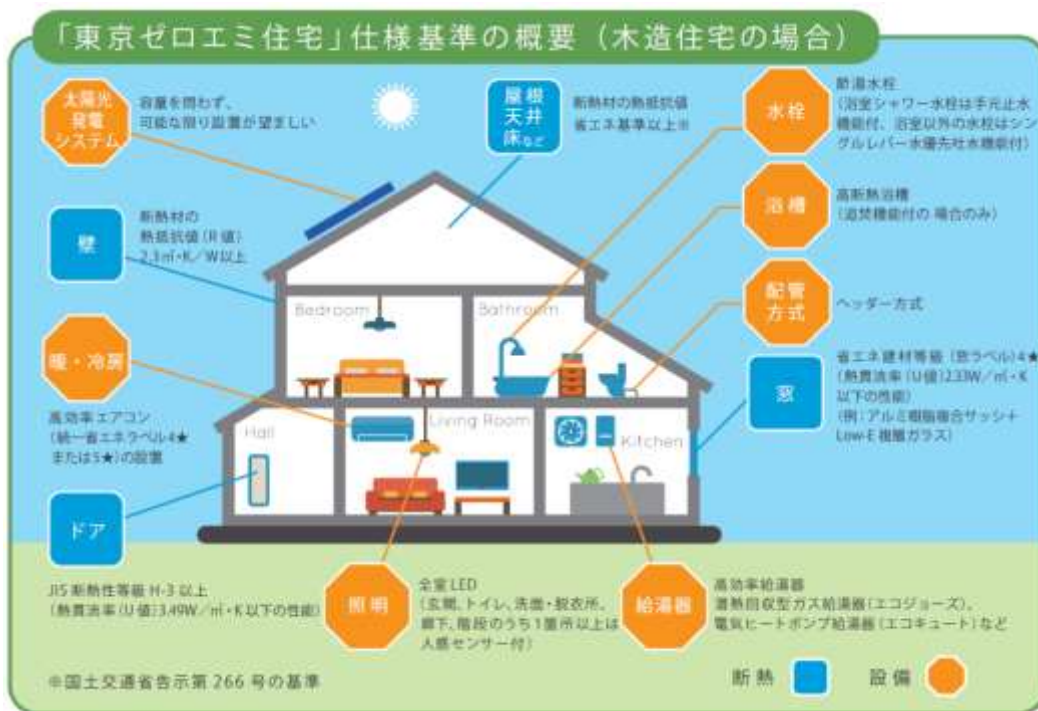 「東京ゼロエミ住宅」仕様基準の概要（木造住宅の場合）
太陽光
発電
システム
容量を問わず、
可能な限り設置が望ましい
屋根
天井
床など
断熱材の熱抵抗値
省エネ基準以上※
水栓
節湯水栓
（浴室シャワー水栓は手元止水
機能付、浴室以外の水栓はシン
グルレバー水優先吐水機能付）
壁
断熱材の
熱抵抗値（R値）
2.3㎡・K／W以上
浴槽
高断熱浴槽
（追焚機能付の場合のみ）
配管
方式
ヘッダー方式
暖・冷房
高効率エアコン
（統一省エネラベル4★
または5★）の設置
窓
省エネ建材等級（窓ラベル）4★
（熱貫流率（U値）2.33W／㎡・K
以下の性能）
（例：アルミ樹脂複合サッシ＋
Low-E複層ガラス）
Bedroom
Bathroom
Hall
Living Room
Kitchen
ドア
JIS断熱性等級 H-3 以上
（熱貫流率（U値）3.49W／㎡・K以下の性能）
照明
全室LED
（玄関、トイレ、洗面・脱衣所、
廊下、階段のうち1箇所以上は
人感センサー付）
給湯器
高効率給湯器
潜熱回収型ガス給湯器（エコジョーズ）、
電気ヒートポンプ給湯器（エコキュート）など
※国土交通省告示第266号の基準
断熱
設備